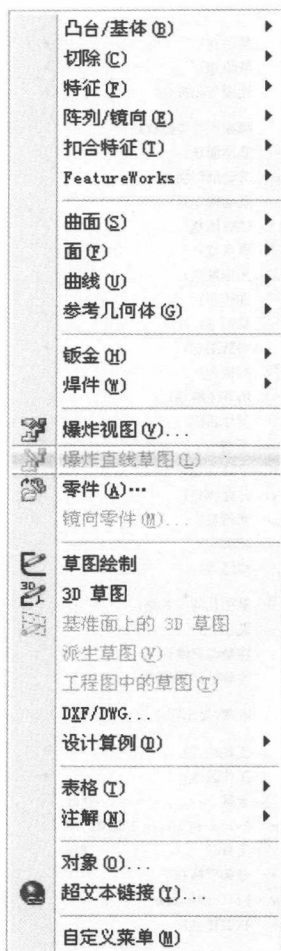 凸台/基体(B)
切除(C)
特征(F)
阵列/镜向(E)
扣合特征(T)
FeatureWorks
曲面(S)
面(F)
曲线(U)
参考几何体(G)
钣金(H)
焊件(W)
爆炸视图(V)...
爆炸直线草图(L)
零件(A)...
镜向零件(M)...
草图绘制
3D
3D 草图
基准面上的 3D 草图
派生草图(V)
工程图中的草图(T)
DXF/DWG...
设计算例(D)
表格(T)
注解(N)
对象(O)...
超文本链接(Y)...
自定义菜单(M)